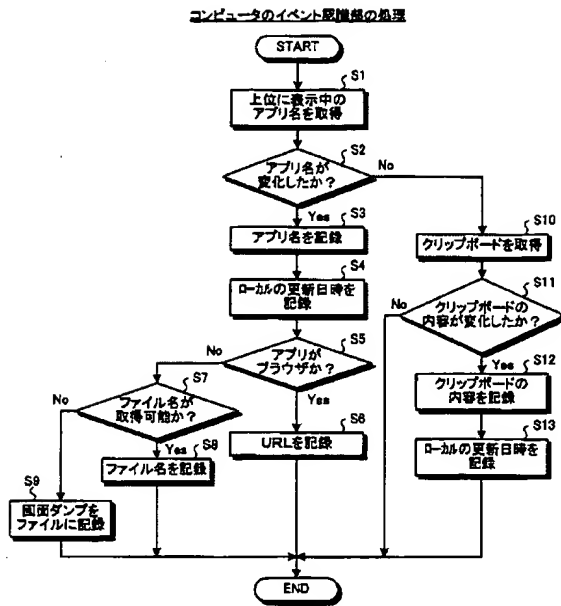 コンピュータのイベント認識部の処理
START
S1
上位に表示中の
アプリ名を取得
S2
アプリ名が
変化したか？
No
Yes
S3
アプリ名を記録
S4
ローカルの更新日時を
記録
S5
アプリが
ブラウザか？
No
Yes
S6
URLを記録
S7
ファイル名が
取得可能か？
No
Yes
S8
ファイル名を記録
S9
画面ダンプを
ファイルに記録
S10
クリップボードを取得
S11
クリップボードの
内容が変化したか？
No
Yes
S12
クリップボードの
内容を記録
S13
ローカルの更新日時を
記録
END